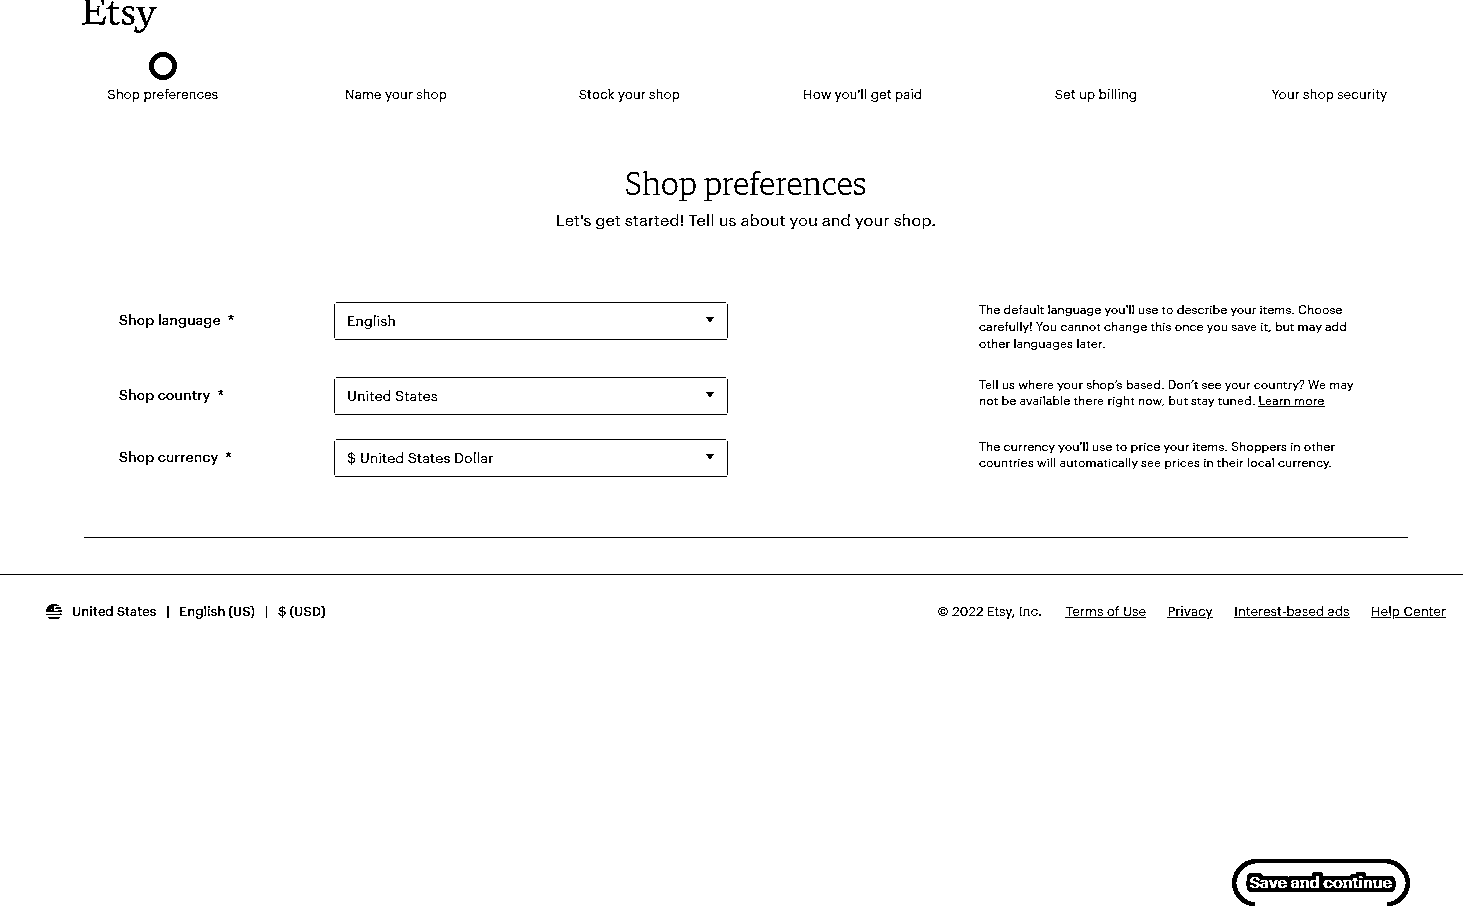 Etsy
Shop preferences
Name your shop
Stock your shop
How you'll get paid
Set up billing
Your shop security
Shop preferences
Let's get started! Tell us about you and your shop.
Shop language *
English
The default language you'll use to describe your items. Choose
carefully! You cannot change this once you save it, but may add
other languages later.
Shop country *
United States
Tell us where your shop's based. Don't see your country? We may
not be available there right now, but stay tuned. Learn more
Shop currency *
$ United States Dollar
The currency you'll use to price your items. Shoppers in other
countries will automatically see prices in their local currency.
United States | English (US) | $ (USD)
© 2022 Etsy, Inc. Terms of Use Privacy Interest-based ads Help Center
Save and continue